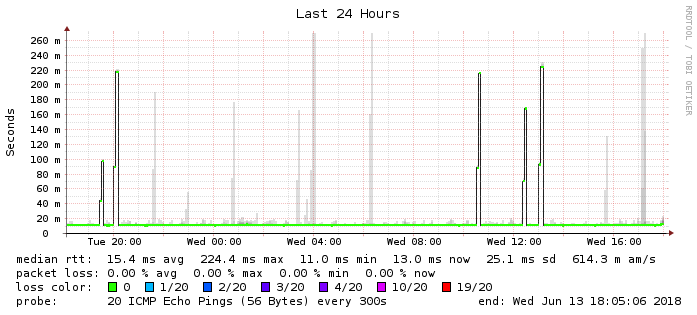 Last 24 Hours
RRDTOOL / TOBI OETIKER
Seconds
260 m
240 m
220 m
200 m
180 m
160 m
140 m
120 m
100 m
80 m
60 m
40 m
20 m
0
Tue 20:00 Wed 00:00 Wed 04:00 Wed 08:00 Wed 12:00 Wed 16:00
median rtt: 15.4 ms avg 224.4 ms max 11.0 ms min 13.0 ms now 25.1 ms sd 614.3 m am/s
packet loss: 0.00 % avg 0.00 % max 0.00 % min 0.00 % now
loss color: 0 1/20 2/20 3/20 4/20 10/20 19/20
probe: 20 ICMP Echo Pings (56 Bytes) every 300s end: Wed Jun 13 18:05:06 2018